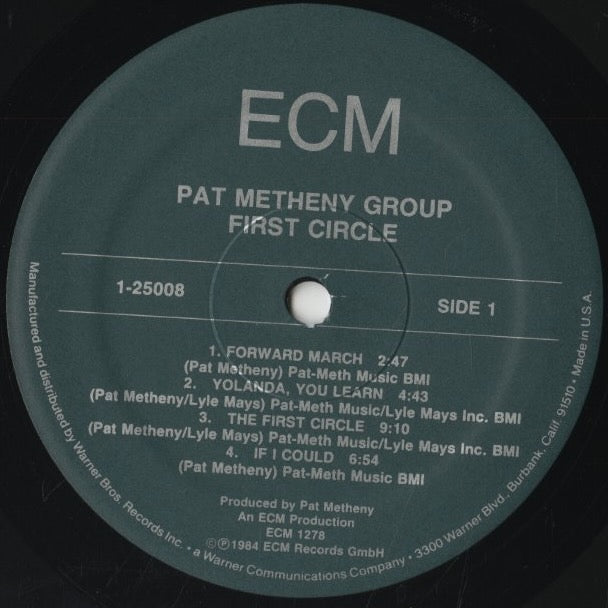 ECM
PAT METHENY GROUP
FIRST CIRCLE
1-25008
SIDE 1
1. FORWARD MARCH 2:47
(Pat Metheny) Pat-Meth Music BMI
2. YOLANDA, YOU LEARN 4:43
(Pat Metheny/Lyle Mays) Pat-Meth Music/Lyle Mays Inc. BMI
3. THE FIRST CIRCLE 9:10
(Pat Metheny/Lyle Mays) Pat-Meth Music/Lyle Mays Inc. BMI
4. IF I COULD 6:54
(Pat Metheny) Pat-Meth Music BMI
Produced by Pat Metheny
An ECM Production
ECM 1278
©℗1984 ECM Records GmbH
Manufactured and distributed by Warner Bros. Records Inc. • a Warner Communications Company • 3300 Warner Blvd., Burbank, Calif. 91510 • Made in U.S.A.